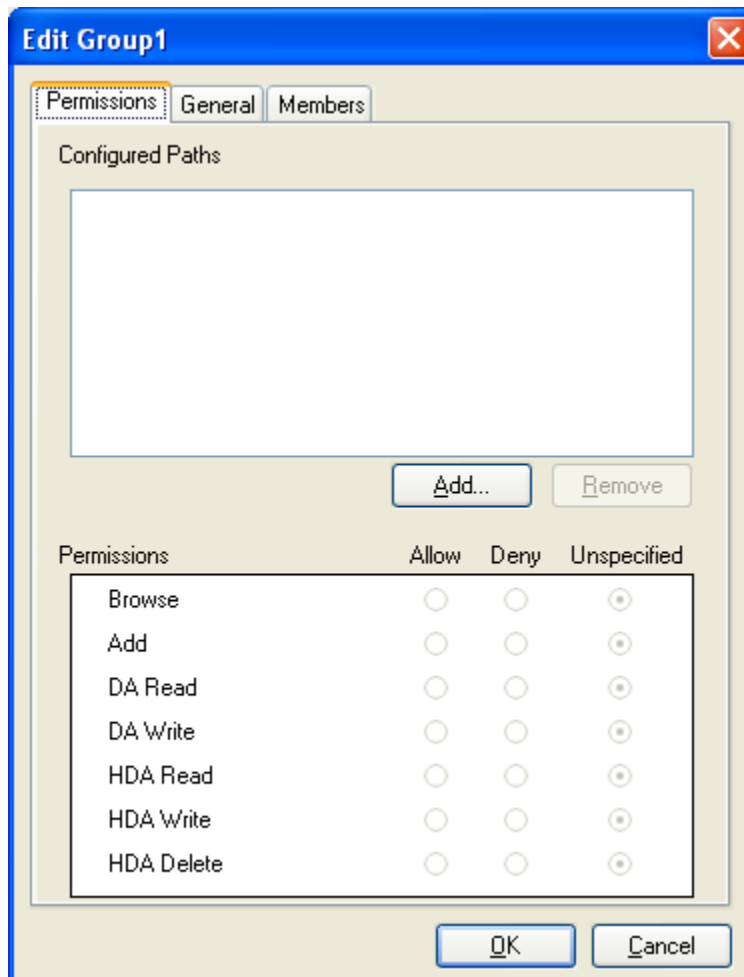 Edit Group1
Permissions General Members
Configured Paths
Add... Remove
Permissions Allow Deny Unspecified
Browse
Add
DA Read
DA Write
HDA Read
HDA Write
HDA Delete
OK Cancel